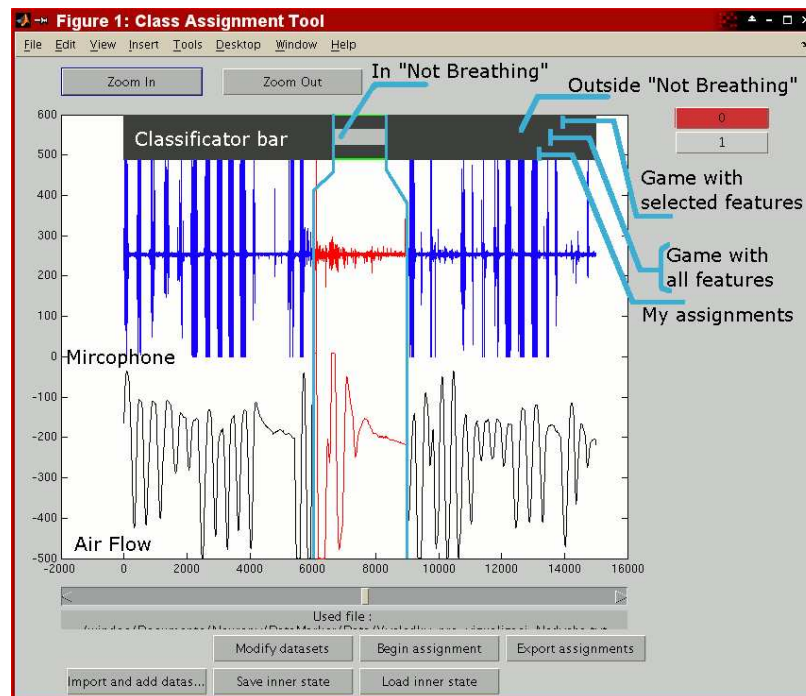 Figure 1: Class Assignment Tool
File Edit View Insert Tools Desktop Window Help
Zoom In
Zoom Out
In "Not Breathing"
Outside "Not Breathing"
0
1
Classificator bar
Game with
selected features
Game with
all features
My assignments
600
500
400
300
200
100
0
-100
-200
-300
-400
-500
Mircophone
Air Flow
-2000 0 2000 4000 6000 8000 10000 12000 14000 16000
Used file :
Modify datasets
Begin assignment
Export assignments
Import and add datas...
Save inner state
Load inner state